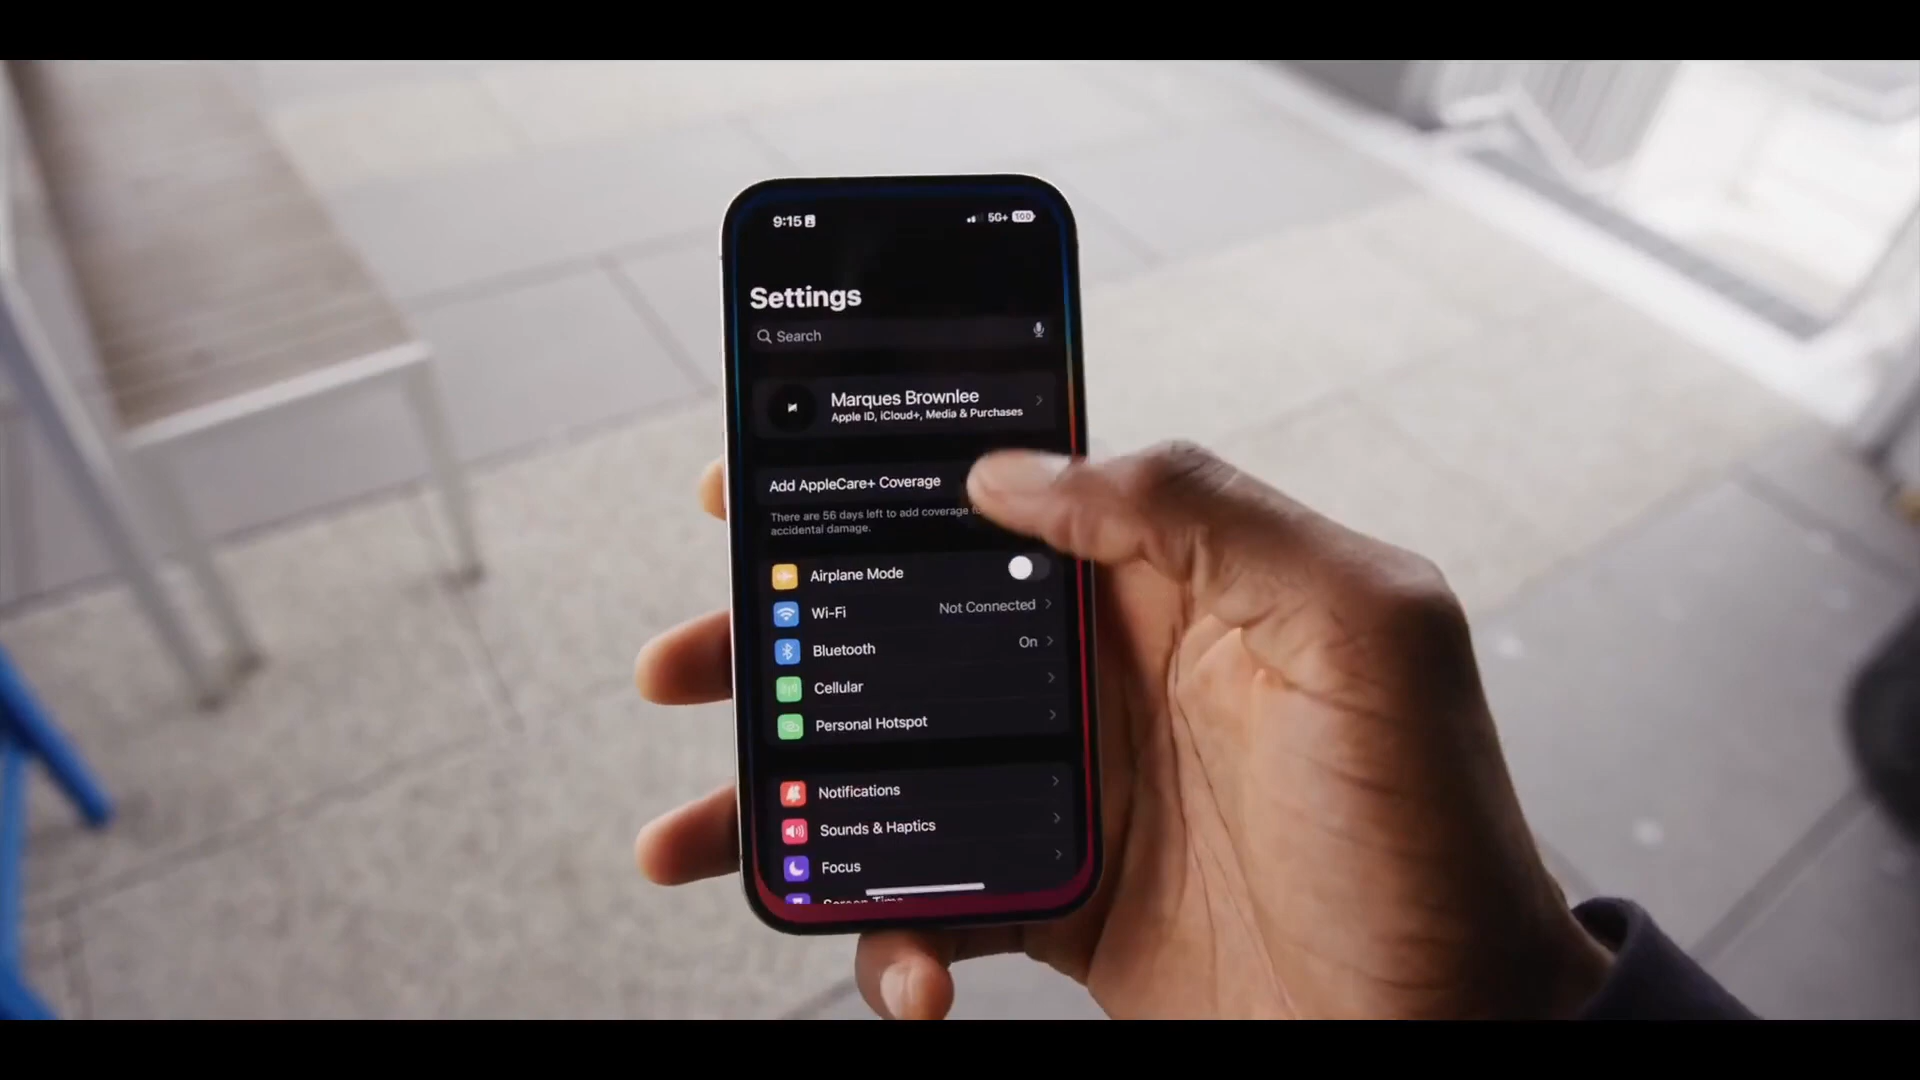 9:15
5G+ 100
Settings
Search
Marques Brownlee
Apple ID, iCloud+, Media & Purchases
Add AppleCare+ Coverage
There are 56 days left to add coverage
accidental damage.
Airplane Mode
Wi-Fi Not Connected
Bluetooth On
Cellular
Personal Hotspot
Notifications
Sounds & Haptics
Focus
Screen Time